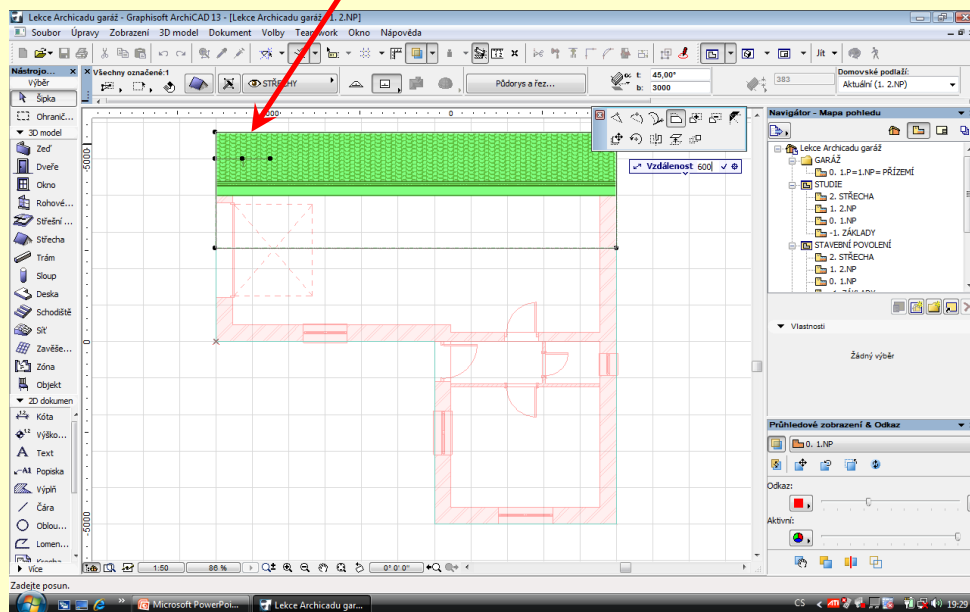 Lekce Archicadu garáž - Graphisoft ArchiCAD 13 - [Lekce Archicadu garáž / 1. 2.NP]
Soubor Úpravy Zobrazení 3D model Dokument Volby Teamwork Okno Nápověda
Jít
Nástrojo... x
Výběr
Šipka
Ohranič...
3D model
Zeď
Dveře
Okno
Rohové...
Střešní ...
Střecha
Trám
Sloup
Deska
Schodiště
Síť
Zavěše...
Zóna
Objekt
2D dokumen
Kóta
Výško...
Text
A1 Popiska
Výplň
Čára
Oblou...
Lomen...
Více
Všechny označené:1
STŘECHY
Půdorys a řez...
α: t: 45,00°
b: 3000
383
Domovské podlaží:
Aktuální (1. 2.NP)
0
-5000
0
-5000
Vzdálenost 600
Navigátor - Mapa pohledu
Lekce Archicadu garáž
GARÁŽ
0. 1.P=1.NP= PŘÍZEMÍ
STUDIE
2. STŘECHA
1. 2.NP
0. 1.NP
-1. ZÁKLADY
STAVEBNÍ POVOLENÍ
2. STŘECHA
1. 2.NP
0. 1.NP
Vlastnosti
Žádný výběr
Průhledové zobrazení & Odkaz
0. 1.NP
Odkaz:
Aktivní:
1:50
86 %
0° 0' 0"
Zadejte posun.
Microsoft PowerPoi...
Lekce Archicadu gar...
CS
19:29